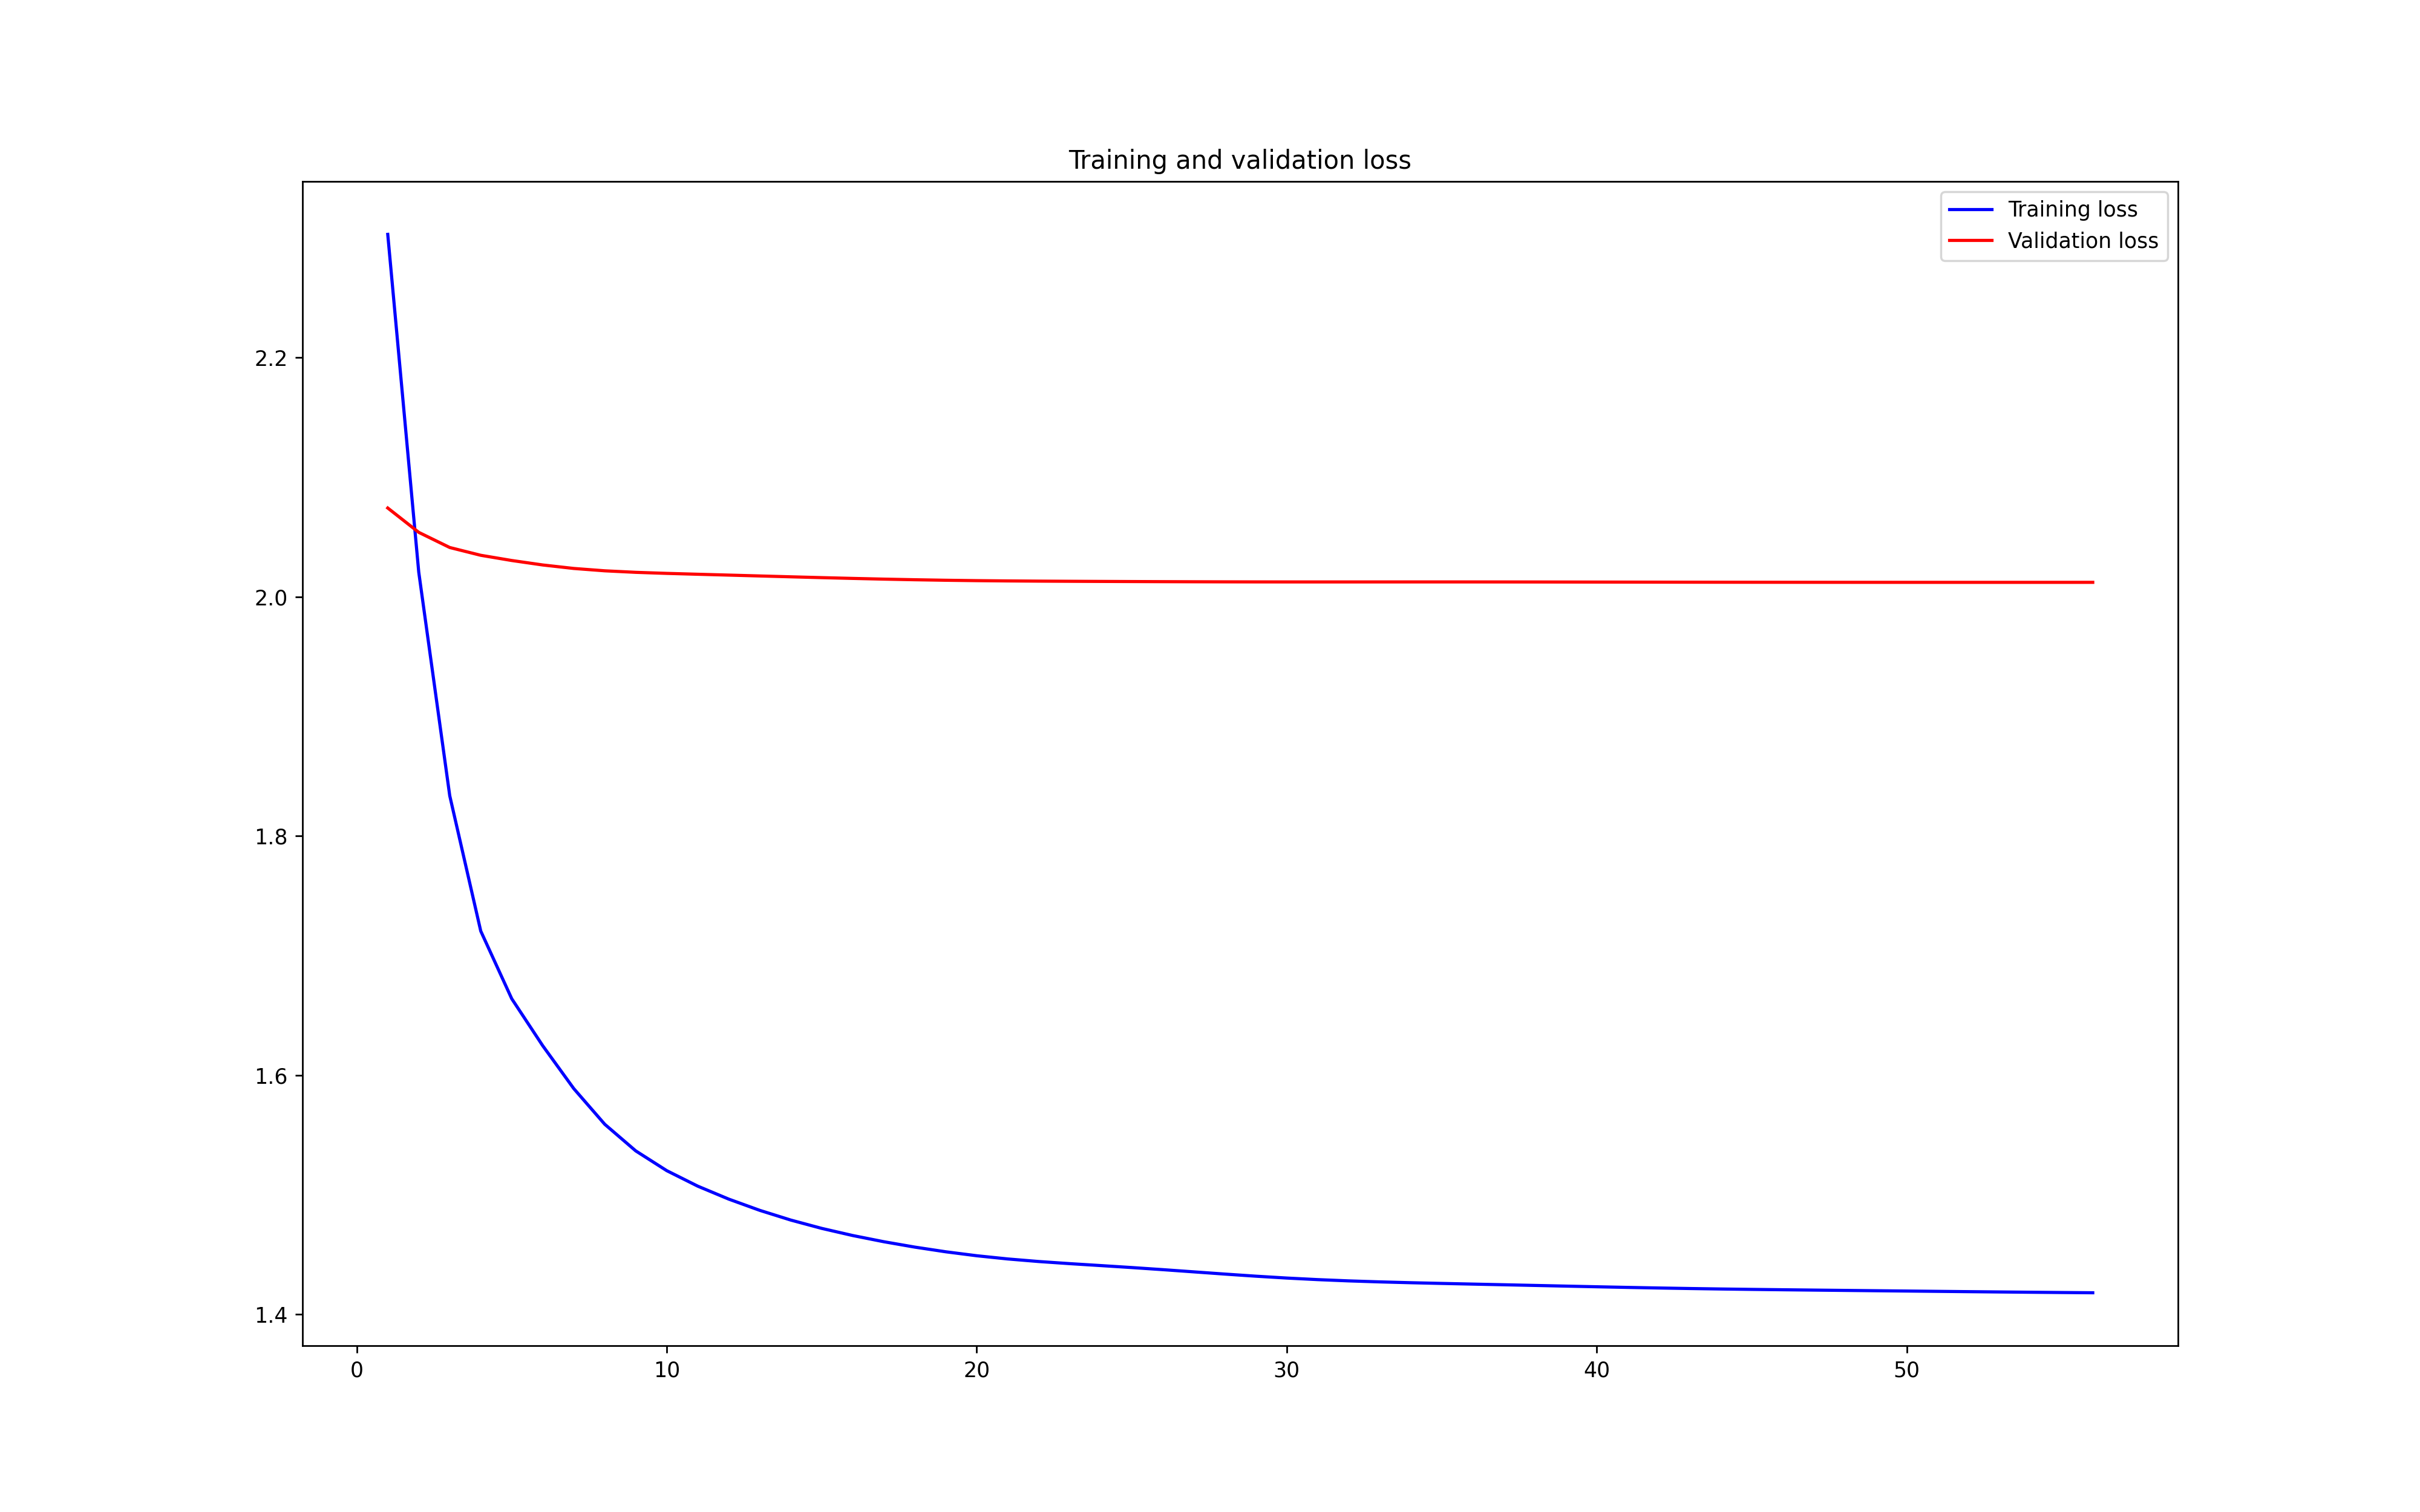 Training and validation loss
Training loss
Validation loss
2.2
2.0
1.8
1.6
1.4
0 10 20 30 40 50